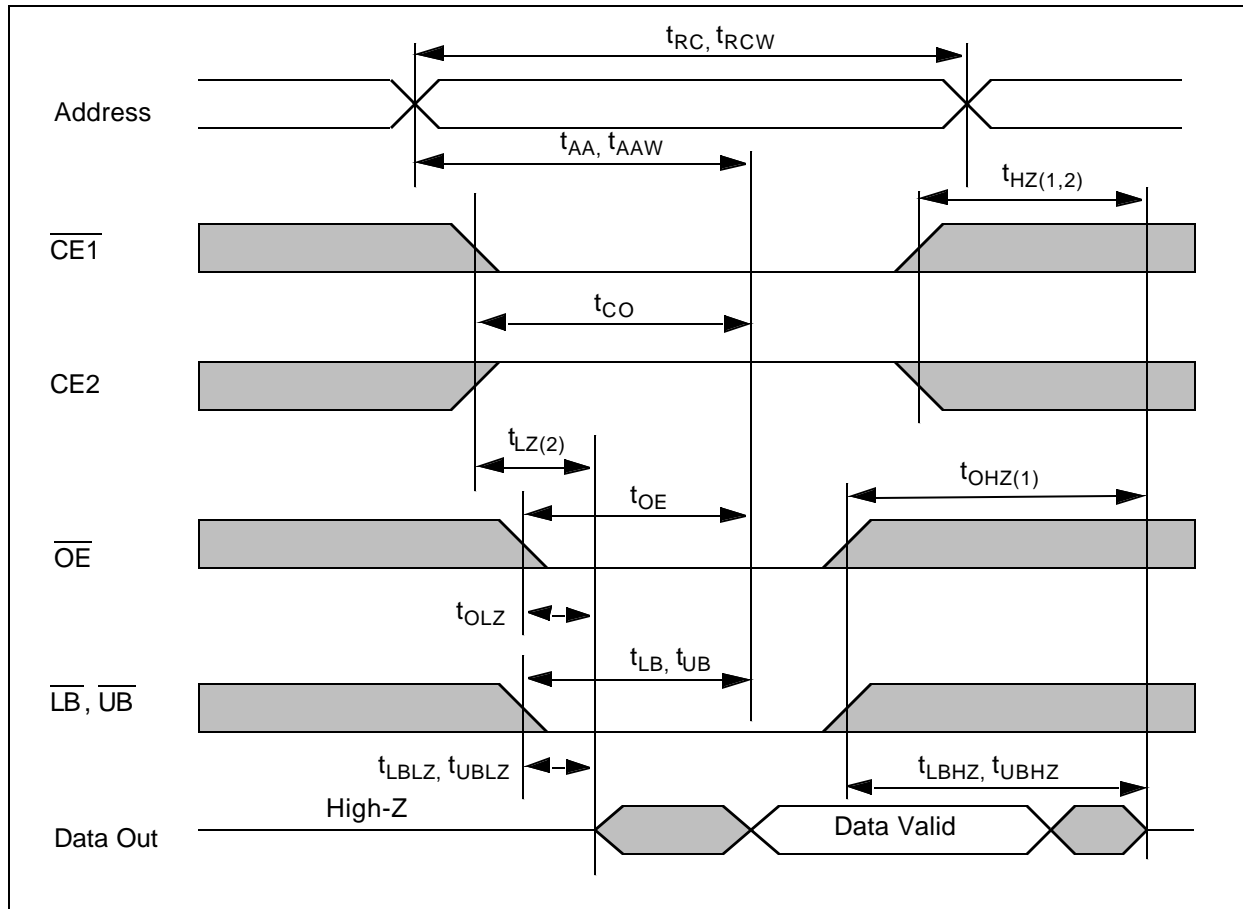 tRC, tRCW
Address
tAA, tAAW
tHZ(1,2)
CE1
tCO
CE2
tLZ(2)
tOHZ(1)
tOE
OE
tOLZ
tLB, tUB
LB, UB
tLBLZ, tUBLZ
tLBHZ, tUBHZ
High-Z
Data Valid
Data Out